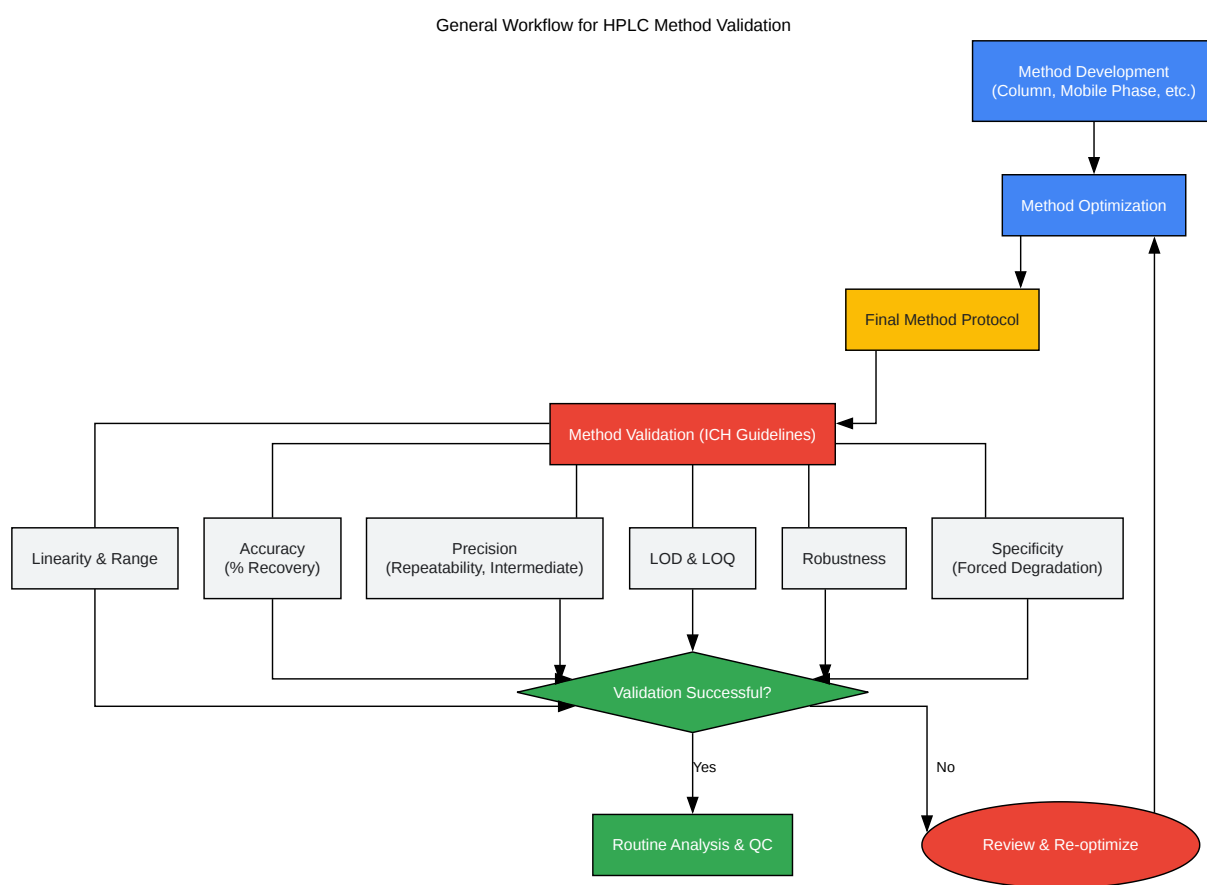 General Workflow for HPLC Method Validation
Method Development
(Column, Mobile Phase, etc.)
Method Optimization
Final Method Protocol
Method Validation (ICH Guidelines)
Linearity & Range
Accuracy
(% Recovery)
Precision
(Repeatability, Intermediate)
LOD & LOQ
Robustness
Specificity
(Forced Degradation)
Validation Successful?
Yes
No
Routine Analysis & QC
Review & Re-optimize